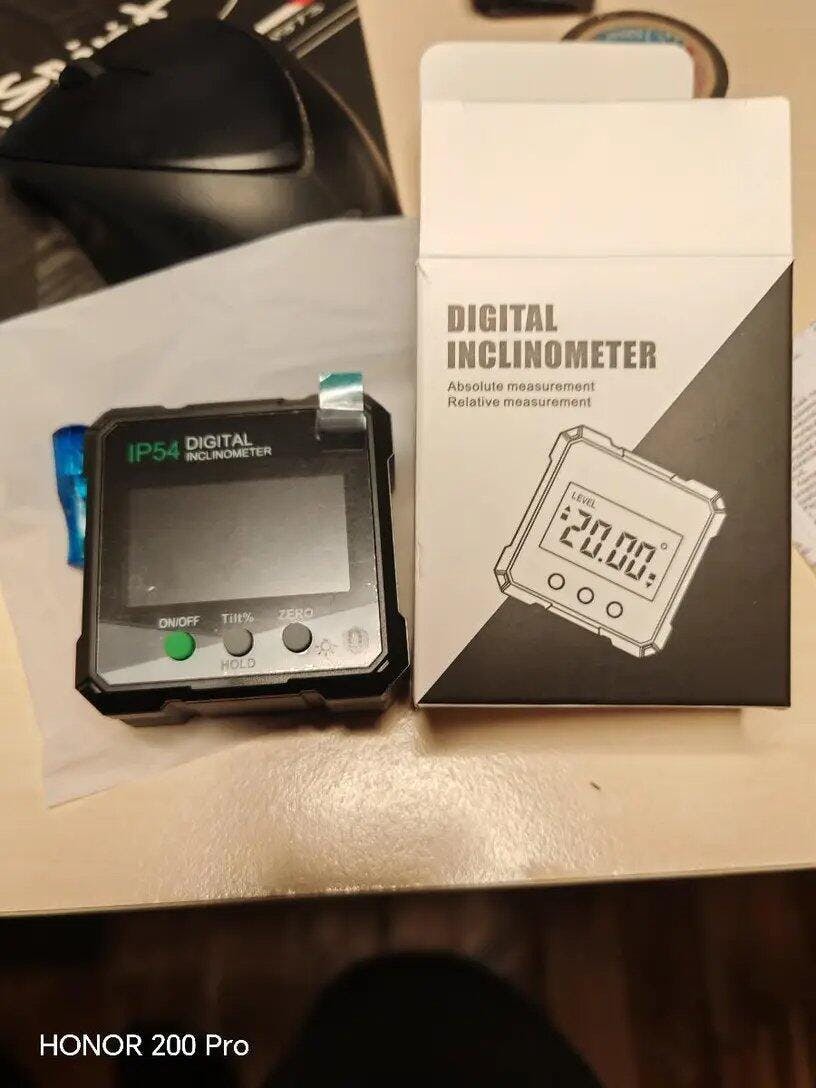 IP54 DIGITAL
INCLINOMETER
ON/OFF
Tilt%
ZERO
HOLD
DIGITAL
INCLINOMETER
Absolute measurement
Relative measurement
LEVEL
20.00°
HONOR 200 Pro